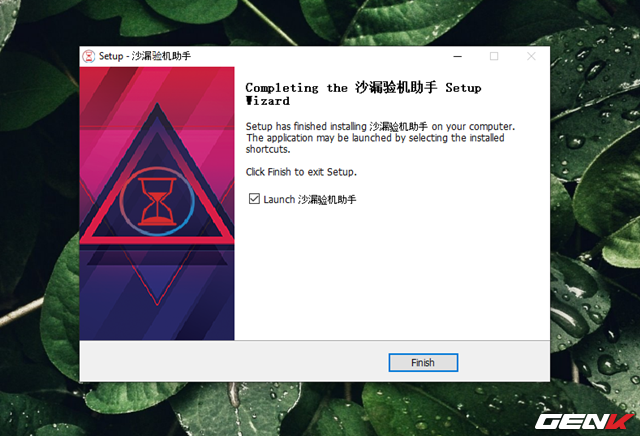 Setup - 沙漏验机助手
Completing the 沙漏验机助手 Setup
Wizard
Setup has finished installing 沙漏验机助手 on your computer.
The application may be launched by selecting the installed
shortcuts.
Click Finish to exit Setup.
Launch 沙漏验机助手
Finish
GENK